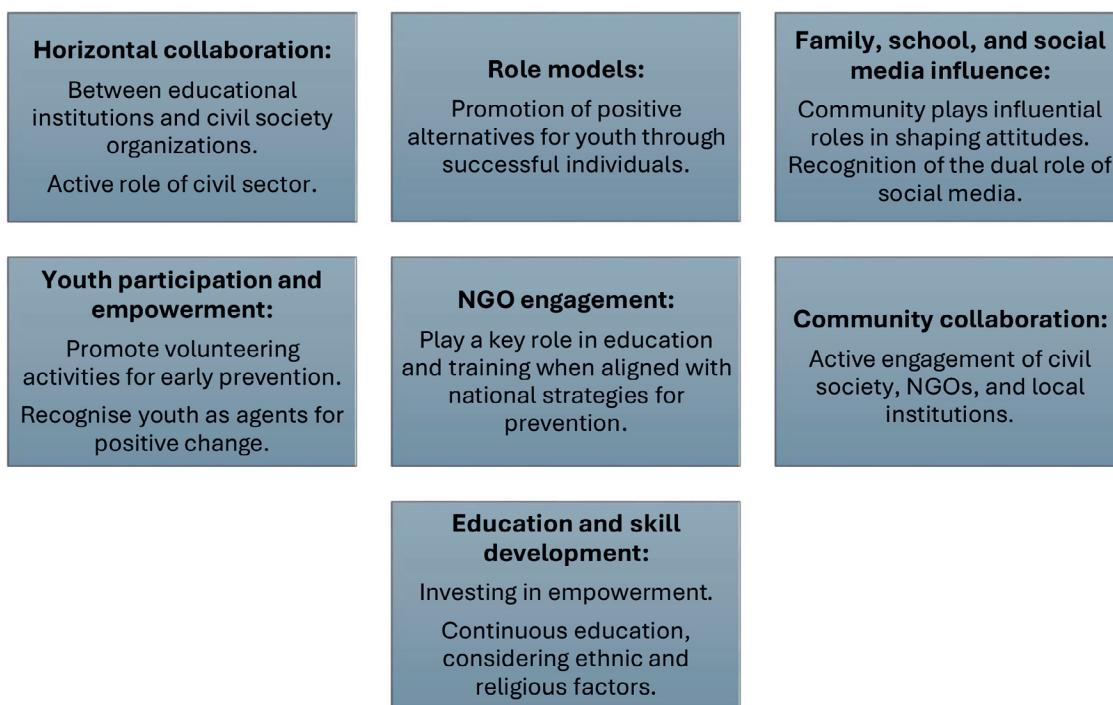 Horizontal collaboration:
Between educational
institutions and civil society
organizations.
Active role of civil sector.
Role models:
Promotion of positive
alternatives for youth through
successful individuals.
Family, school, and social
media influence:
Community plays influential
roles in shaping attitudes.
Recognition of the dual role of
social media.
Youth participation and
empowerment:
Promote volunteering
activities for early prevention.
Recognise youth as agents for
positive change.
NGO engagement:
Play a key role in education
and training when aligned with
national strategies for
prevention.
Community collaboration:
Active engagement of civil
society, NGOs, and local
institutions.
Education and skill
development:
Investing in empowerment.
Continuous education,
considering ethnic and
religious factors.